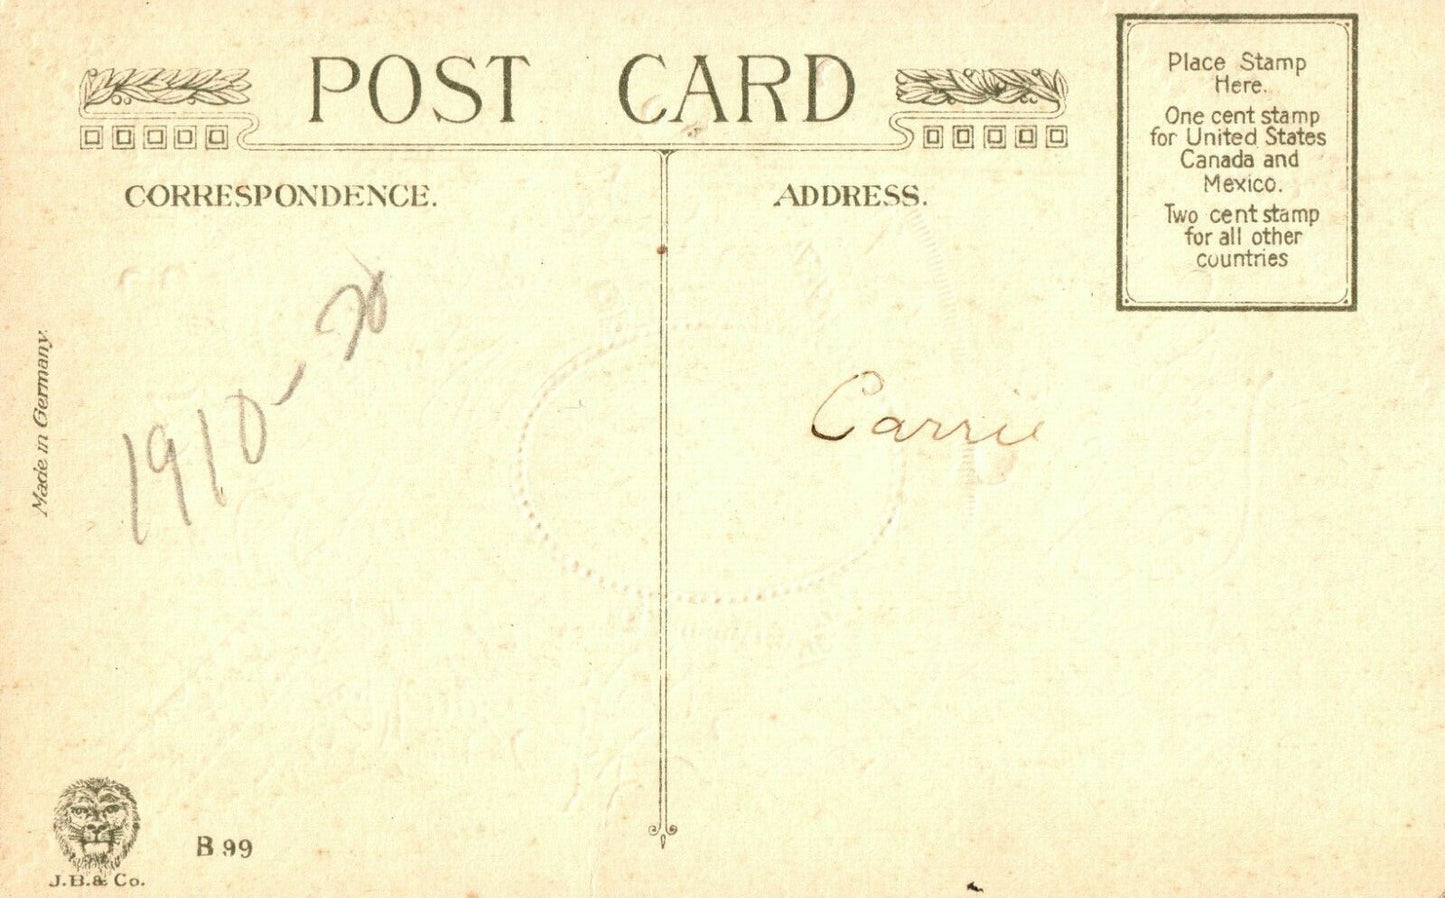 POST CARD
CORRESPONDENCE.
ADDRESS.
Place Stamp
Here.
One cent stamp
for United States
Canada and
Mexico.
Two cent stamp
for all other
countries
1910-20
Carrie
Made in Germany.
B 99
J.B.& Co.